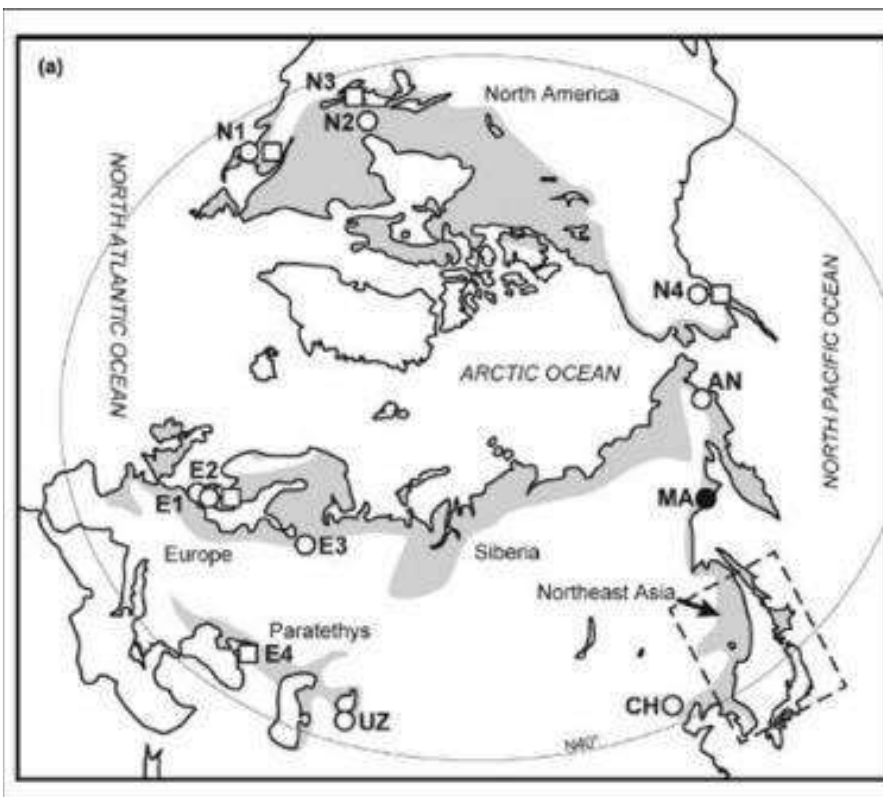 (a)
N3
North America
N2
N1
NORTH ATLANTIC OCEAN
N4
NORTH PACIFIC OCEAN
ARCTIC OCEAN
AN
E2
E1
MA
E3
Europe
Siberia
Northeast Asia
Paratethys
E4
CH
UZ
N40°